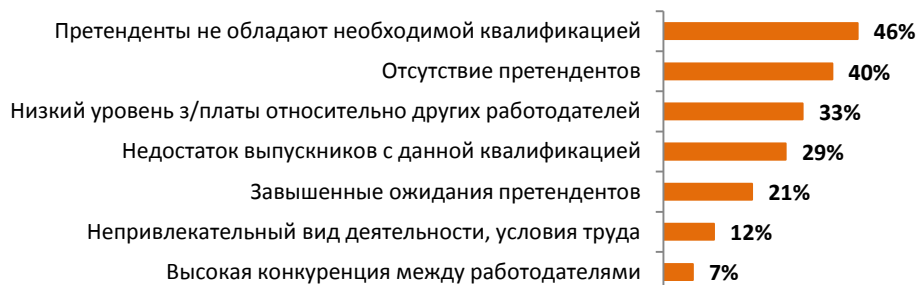 Претенденты не обладают необходимой квалификацией 46%
Отсутствие претендентов 40%
Низкий уровень з/платы относительно других работодателей 33%
Недостаток выпускников с данной квалификацией 29%
Завышенные ожидания претендентов 21%
Непривлекательный вид деятельности, условия труда 12%
Высокая конкуренция между работодателями 7%